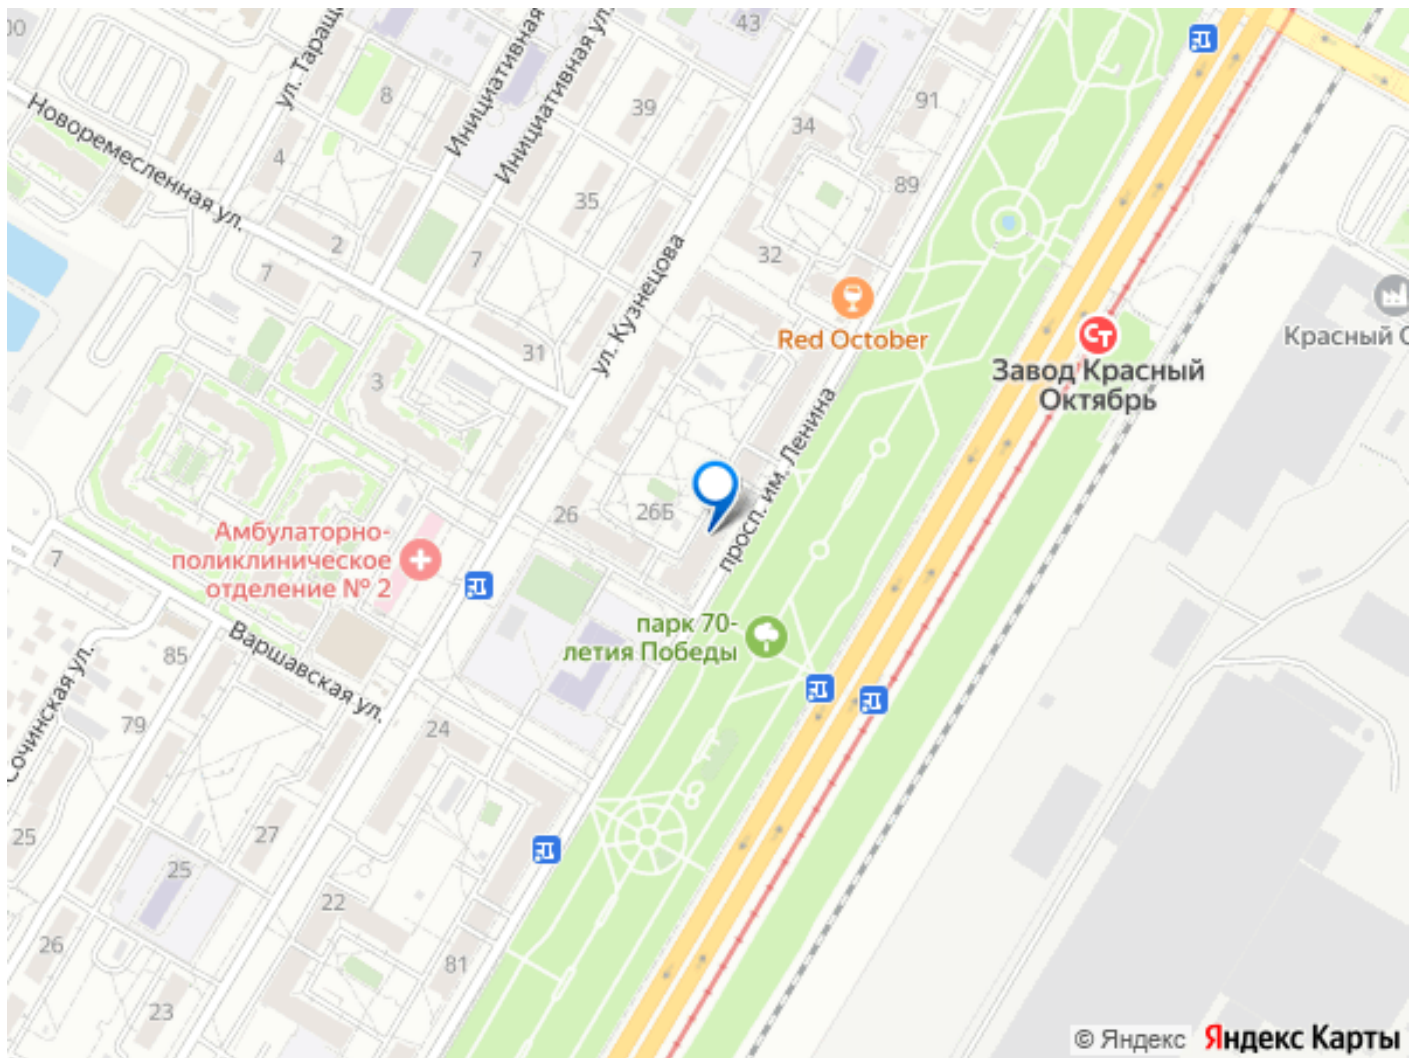 43
ул. Таращ
Инициативная
Инициативная ул.
8
39
91
34
Новоремесленная ул.
4
89
35
2
7
7
32
ул. Кузнецова
Red October
31
3
Завод Красный
Октябрь
Красный О
просп. им. Ленина
26
26Б
Амбулаторно-
поликлиническое
отделение № 2
7
парк 70-
летия Победы
Варшавская ул.
85
Сочинская ул.
79
24
25
27
25
22
26
81
23
© Яндекс
Яндекс Карты